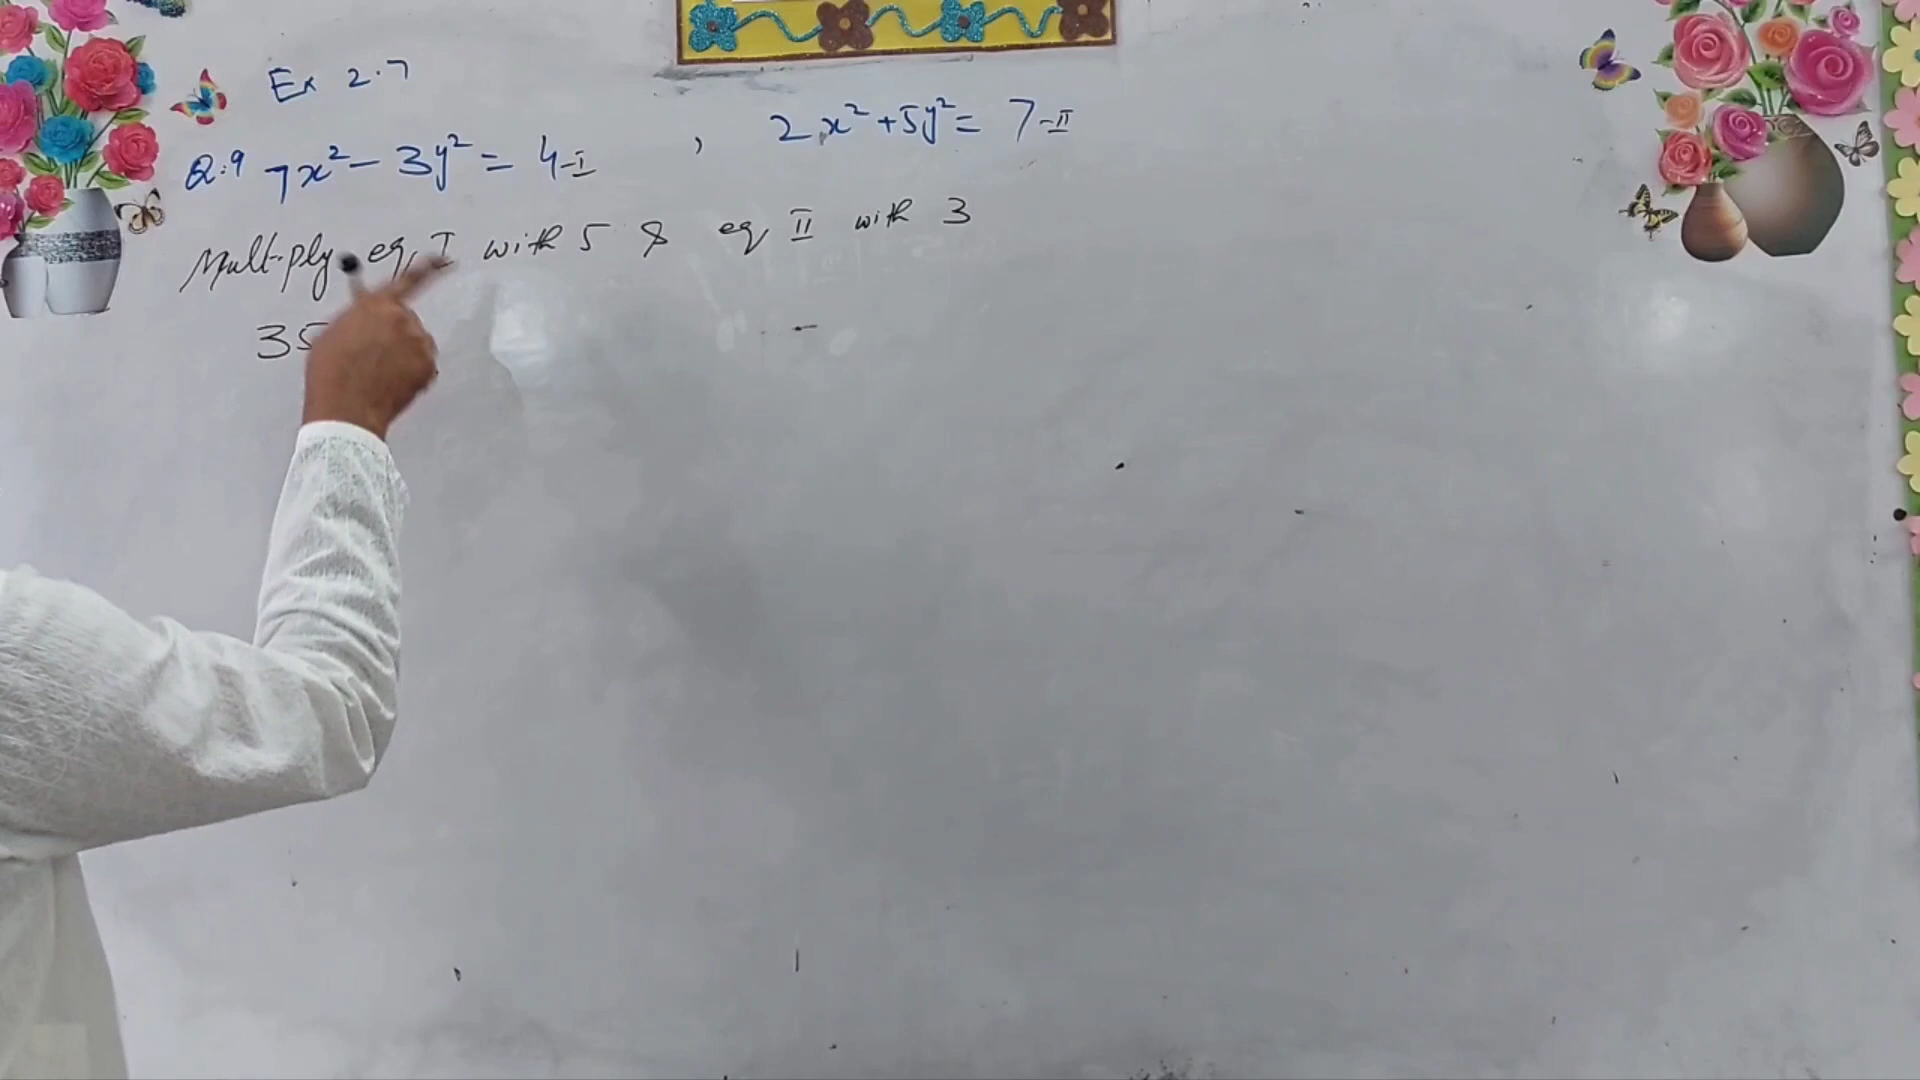 Ex 2.7
Q:9 7x² - 3y² = 4 -I , 2x² + 5y² = 7 -II
Multiply eq I with 5 & eq II with 3
35